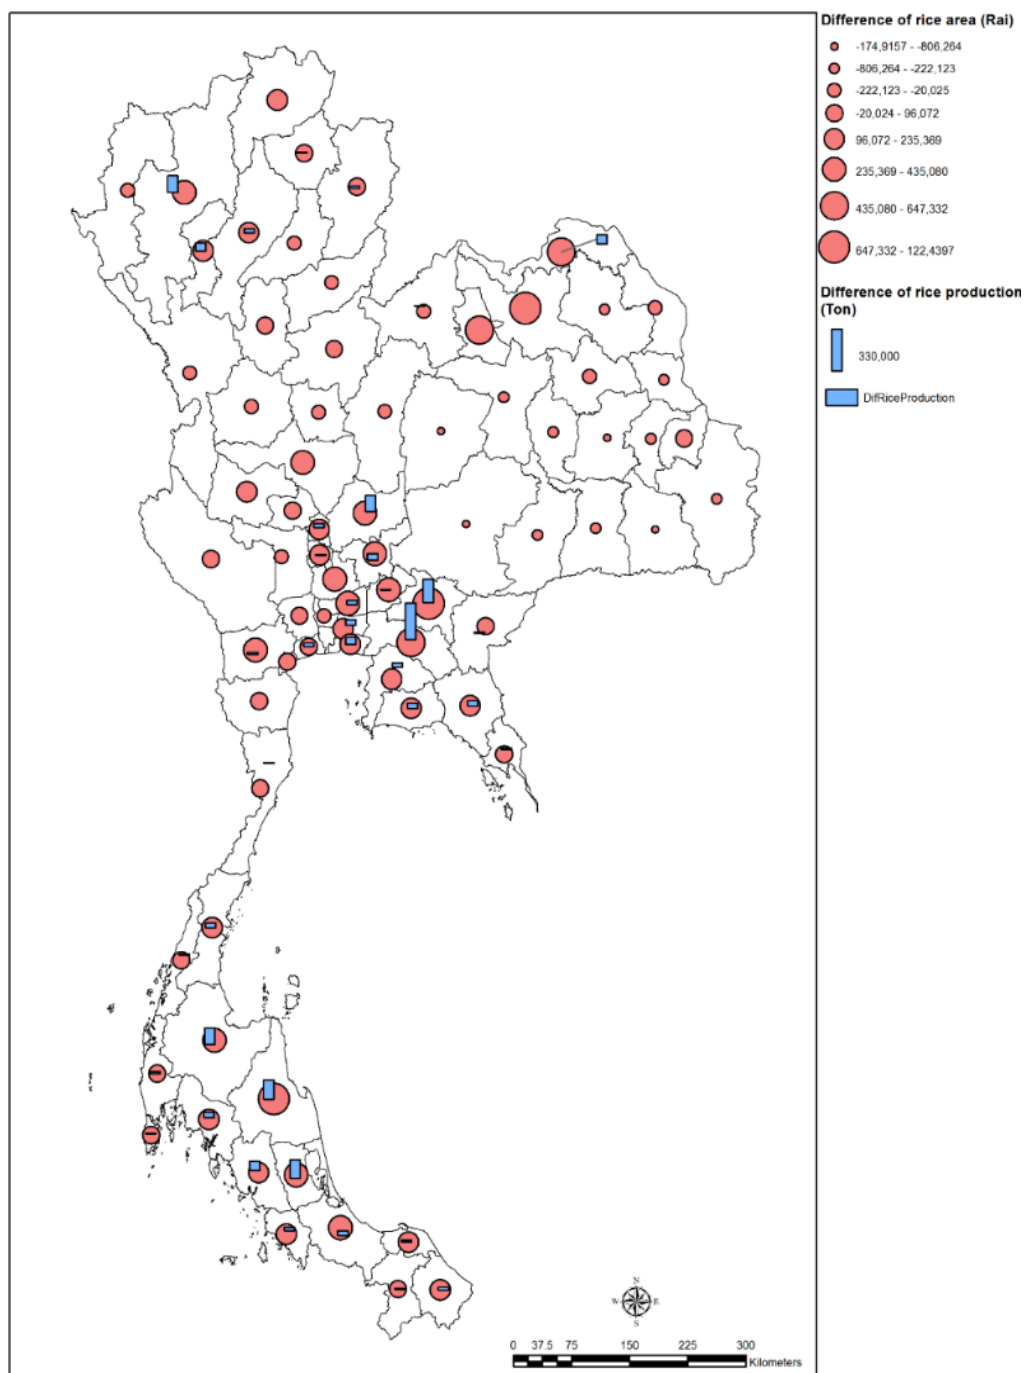 Difference of rice area (Rai)
-174,9157 - -806,264
-806,264 - -222,123
-222,123 - -20,025
-20,024 - 96,072
96,072 - 235,369
235,369 - 435,080
435,080 - 647,332
647,332 - 122,4397
Difference of rice production
(Ton)
330,000
DifRiceProduction
N
W E
S
0 37.5 75 150 225 300
Kilometers